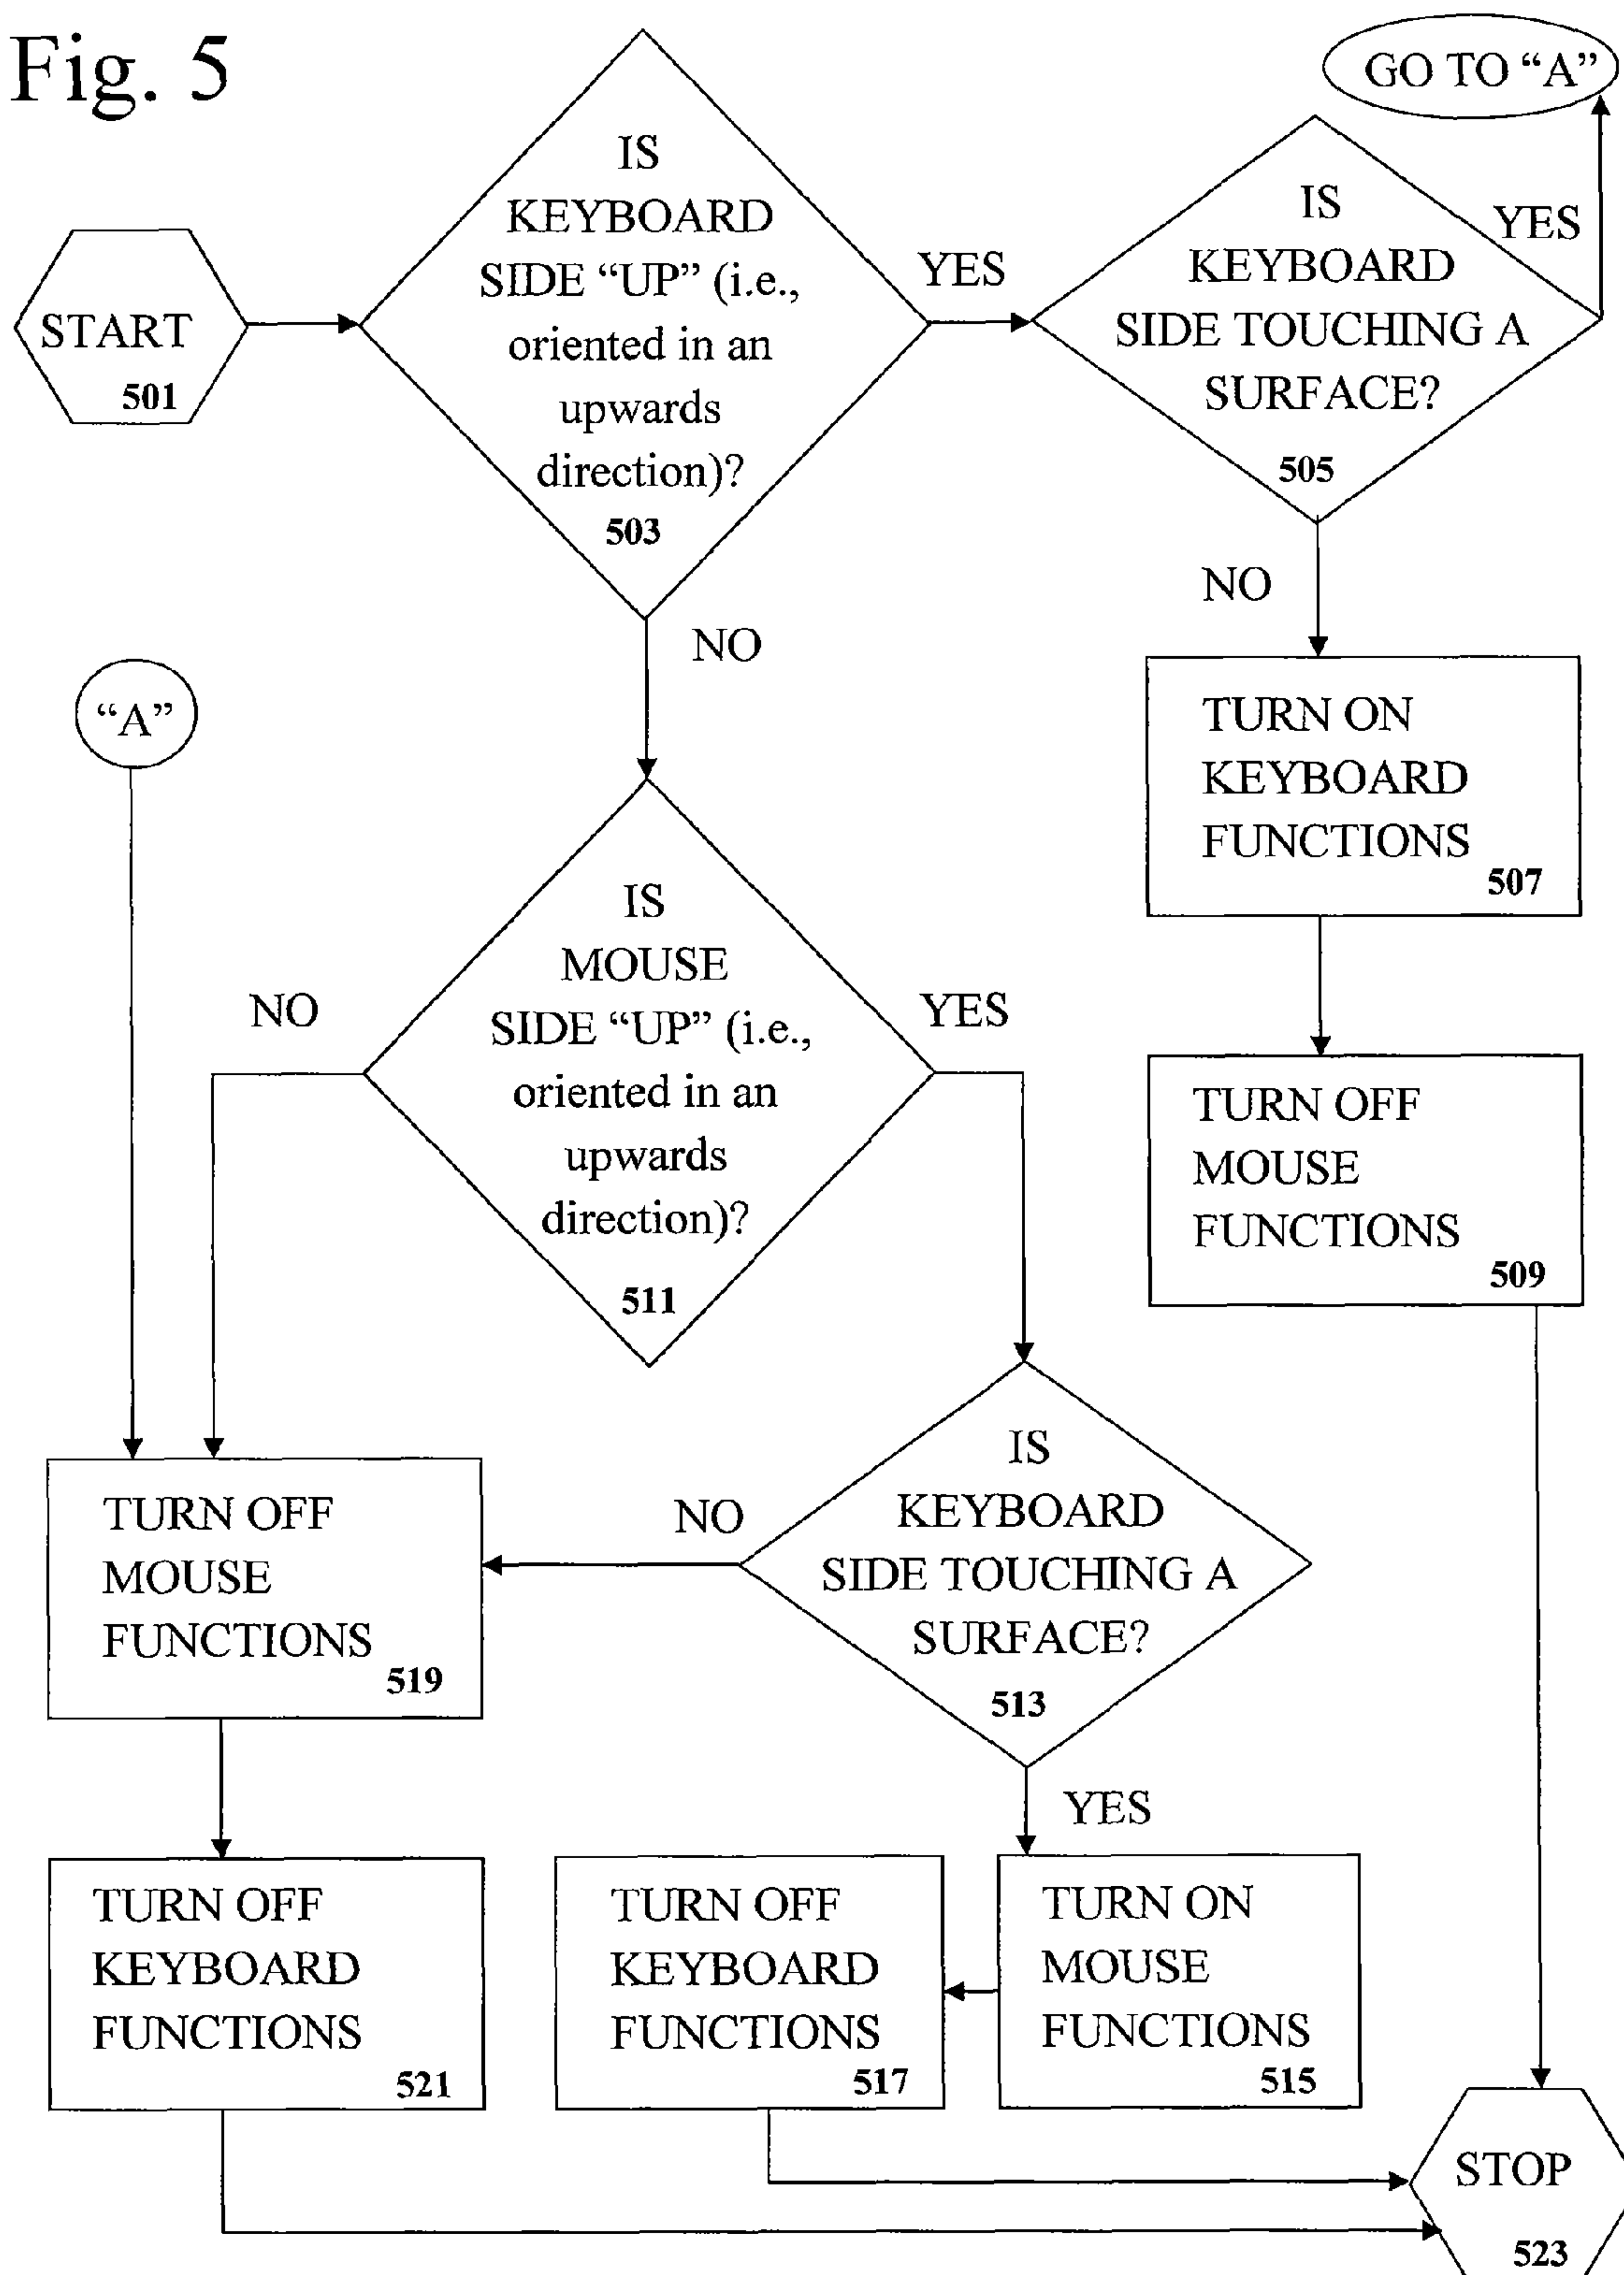 Fig. 5
GO TO “A”
START
501
IS
KEYBOARD
SIDE “UP” (i.e.,
oriented in an
upwards
direction)?
503
YES
IS
KEYBOARD
SIDE TOUCHING A
SURFACE?
505
YES
NO
NO
“A”
TURN ON
KEYBOARD
FUNCTIONS
507
IS
MOUSE
SIDE “UP” (i.e.,
oriented in an
upwards
direction)?
511
NO
YES
TURN OFF
MOUSE
FUNCTIONS
509
IS
KEYBOARD
SIDE TOUCHING A
SURFACE?
513
NO
YES
TURN OFF
MOUSE
FUNCTIONS
519
TURN OFF
KEYBOARD
FUNCTIONS
521
TURN OFF
KEYBOARD
FUNCTIONS
517
TURN ON
MOUSE
FUNCTIONS
515
STOP
523